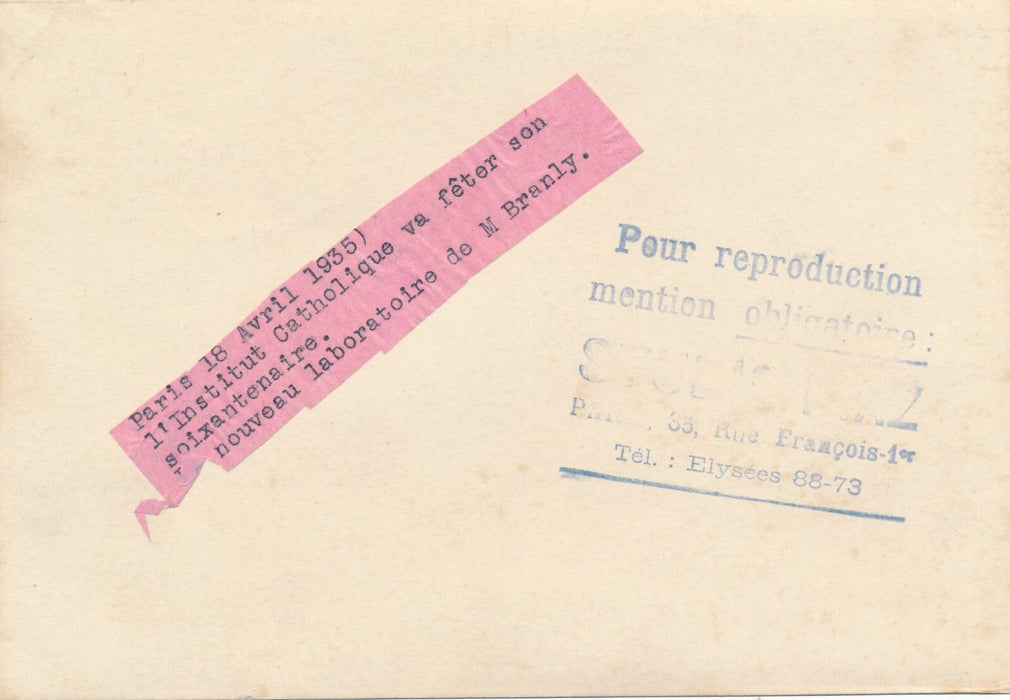 Paris 18 Avril 1935)
l'Institut Catholique va fêter son
soixantenaire.
nouveau laboratoire de M Branly.
Pour reproduction
mention obligatoire :
35, Rue François-1er
Tél. : Elysées 88-73